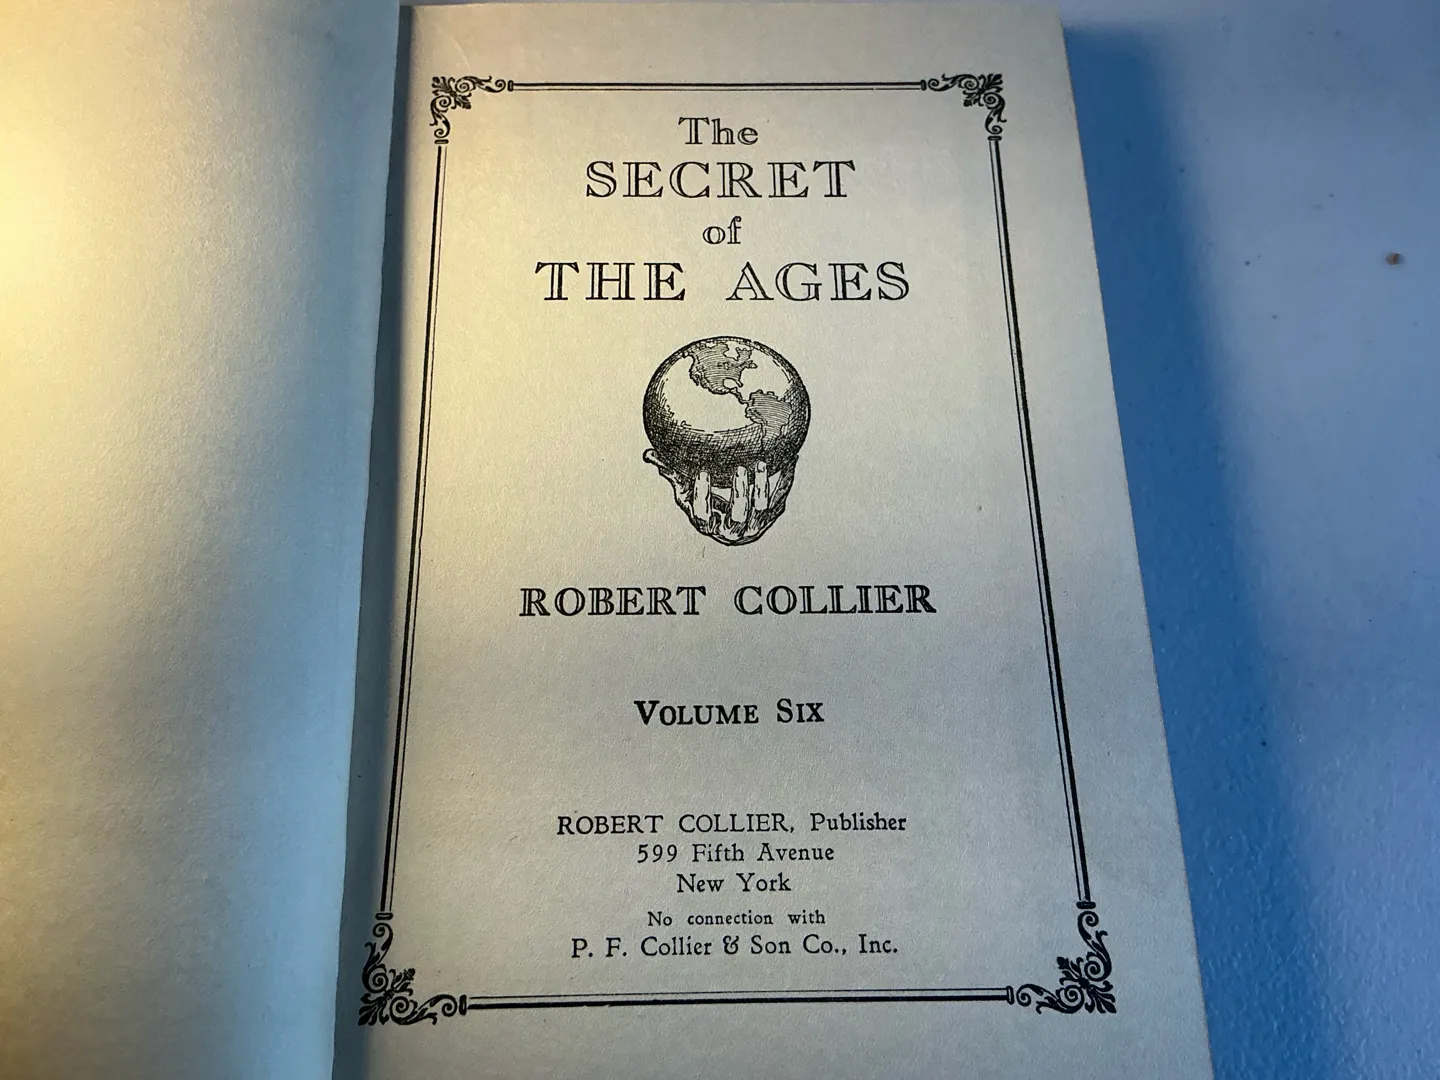 The
SECRET
of
THE AGES
ROBERT COLLIER
VOLUME SIX
ROBERT COLLIER, Publisher
599 Fifth Avenue
New York
No connection with
P. F. Collier & Son Co., Inc.